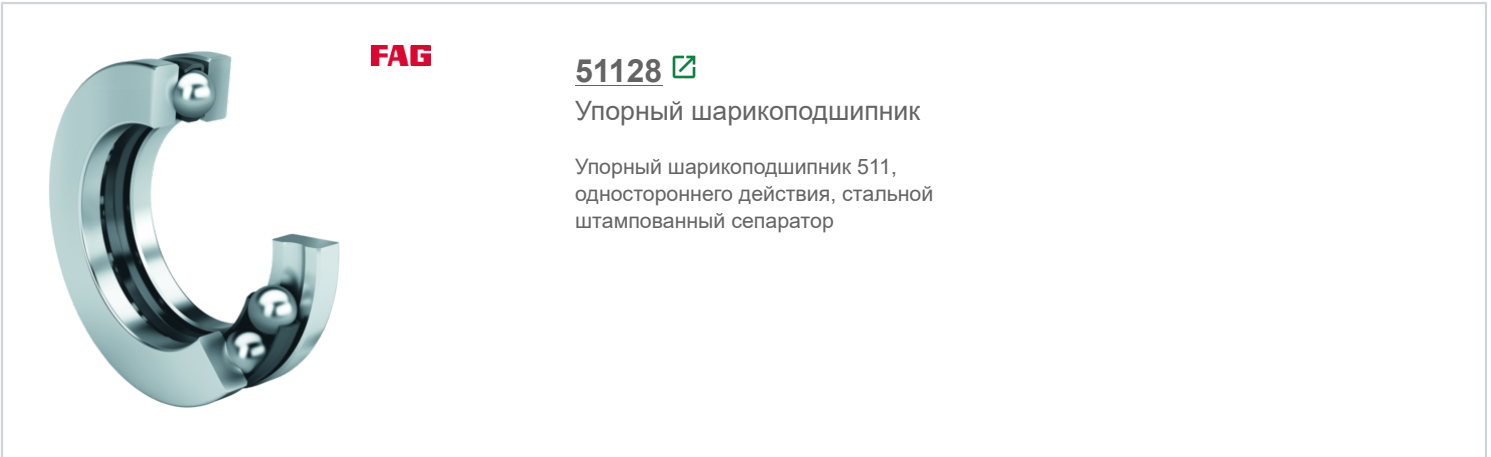 FAG
51128
Упорный шарикоподшипник
Упорный шарикоподшипник 511,
одностороннего действия, стальной
штампованный сепаратор